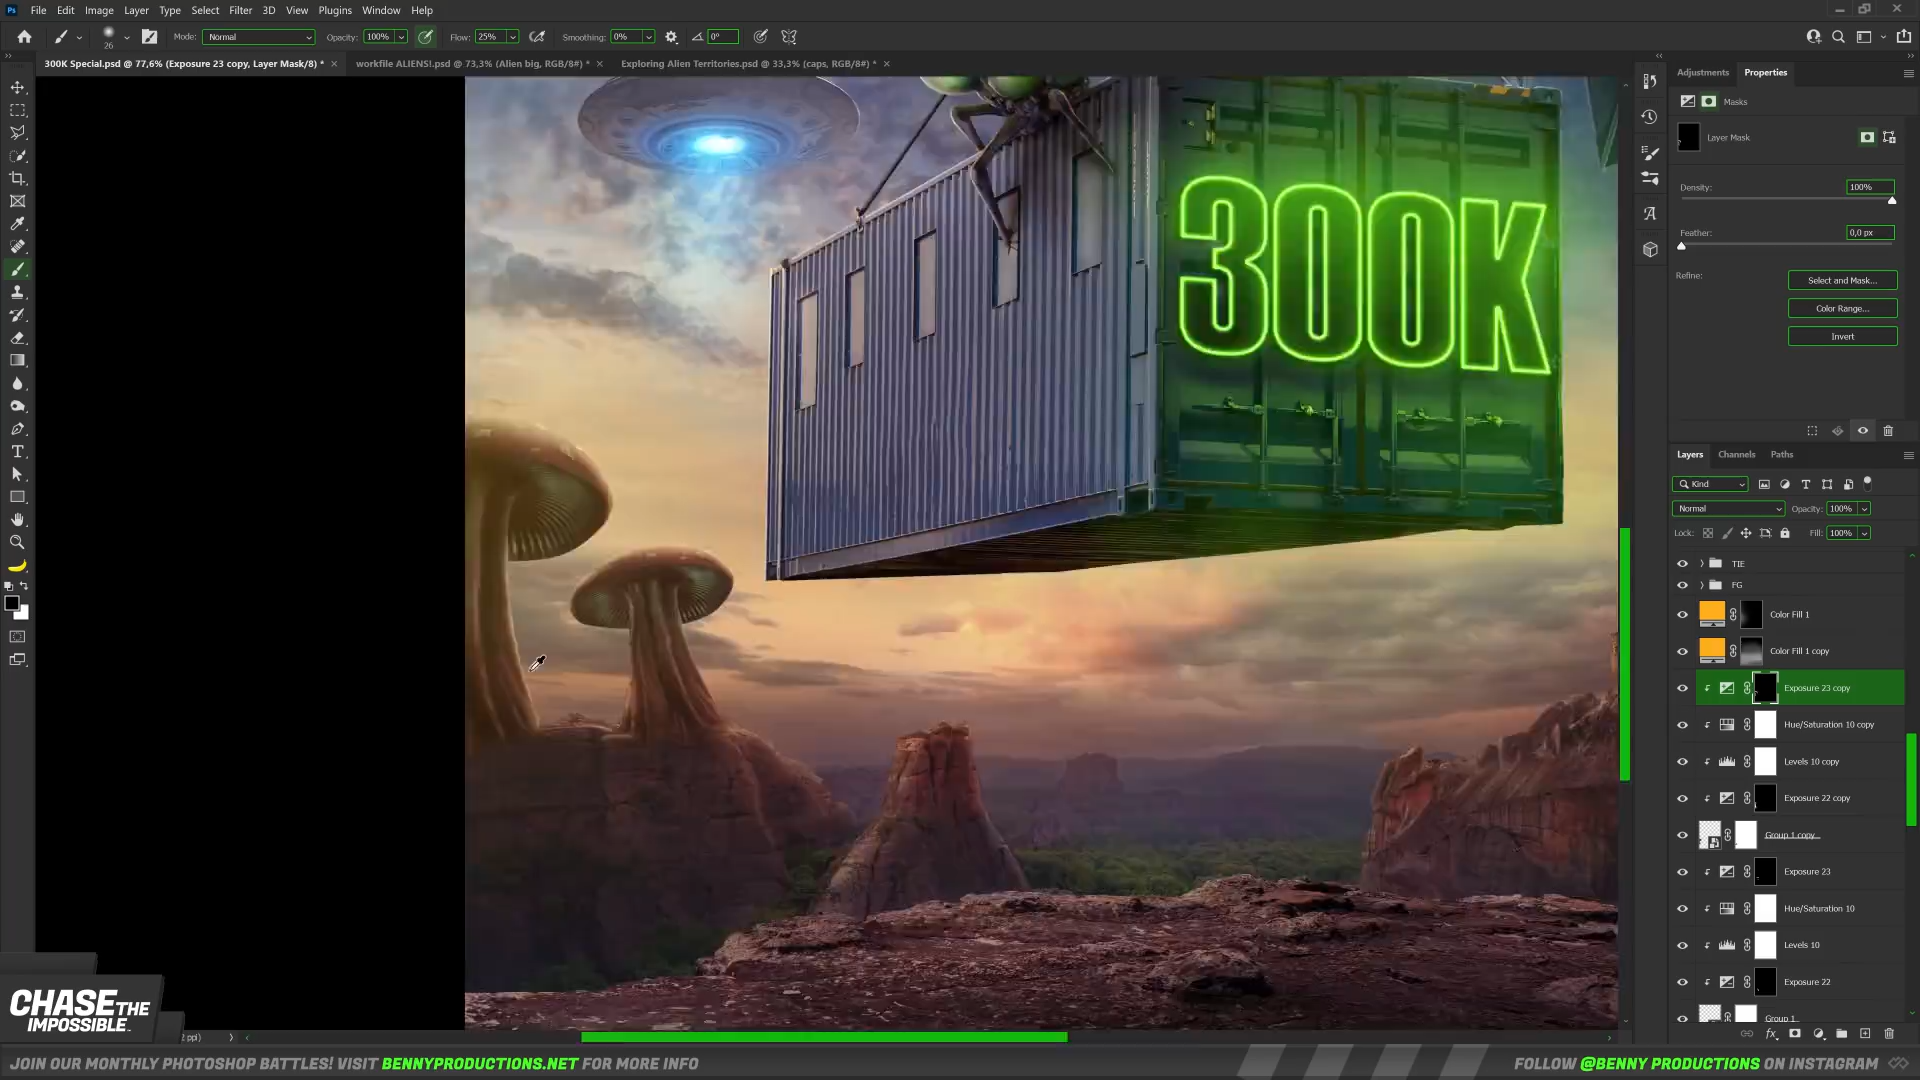 File Edit Image Layer Type Select Filter 3D View Plugins Window Help
26 Mode: Normal Opacity: 100% Flow: 25% Smoothing: 0% 0°
300K Special.psd @ 77,6% (Exposure 23 copy, Layer Mask/8) *
workfile ALIENS!.psd @ 73,3% (Alien big, RGB/8#) *
Exploring Alien Territories.psd @ 33,3% (caps, RGB/8#) *
300K
Adjustments Properties
Masks
Layer Mask
Density: 100%
Feather: 0,0 px
Refine: Select and Mask...
Color Range...
Invert
Layers Channels Paths
Kind
Normal Opacity: 100%
Lock: Fill: 100%
TIE
FG
Color Fill 1
Color Fill 1 copy
Exposure 23 copy
Hue/Saturation 10 copy
Levels 10 copy
Exposure 22 copy
Group 1 copy
Exposure 23
Hue/Saturation 10
Levels 10
Exposure 22
Group 1
CHASE THE
IMPOSSIBLE
ppi)
JOIN OUR MONTHLY PHOTOSHOP BATTLES! VISIT BENNYPRODUCTIONS.NET FOR MORE INFO
FOLLOW @BENNY PRODUCTIONS ON INSTAGRAM